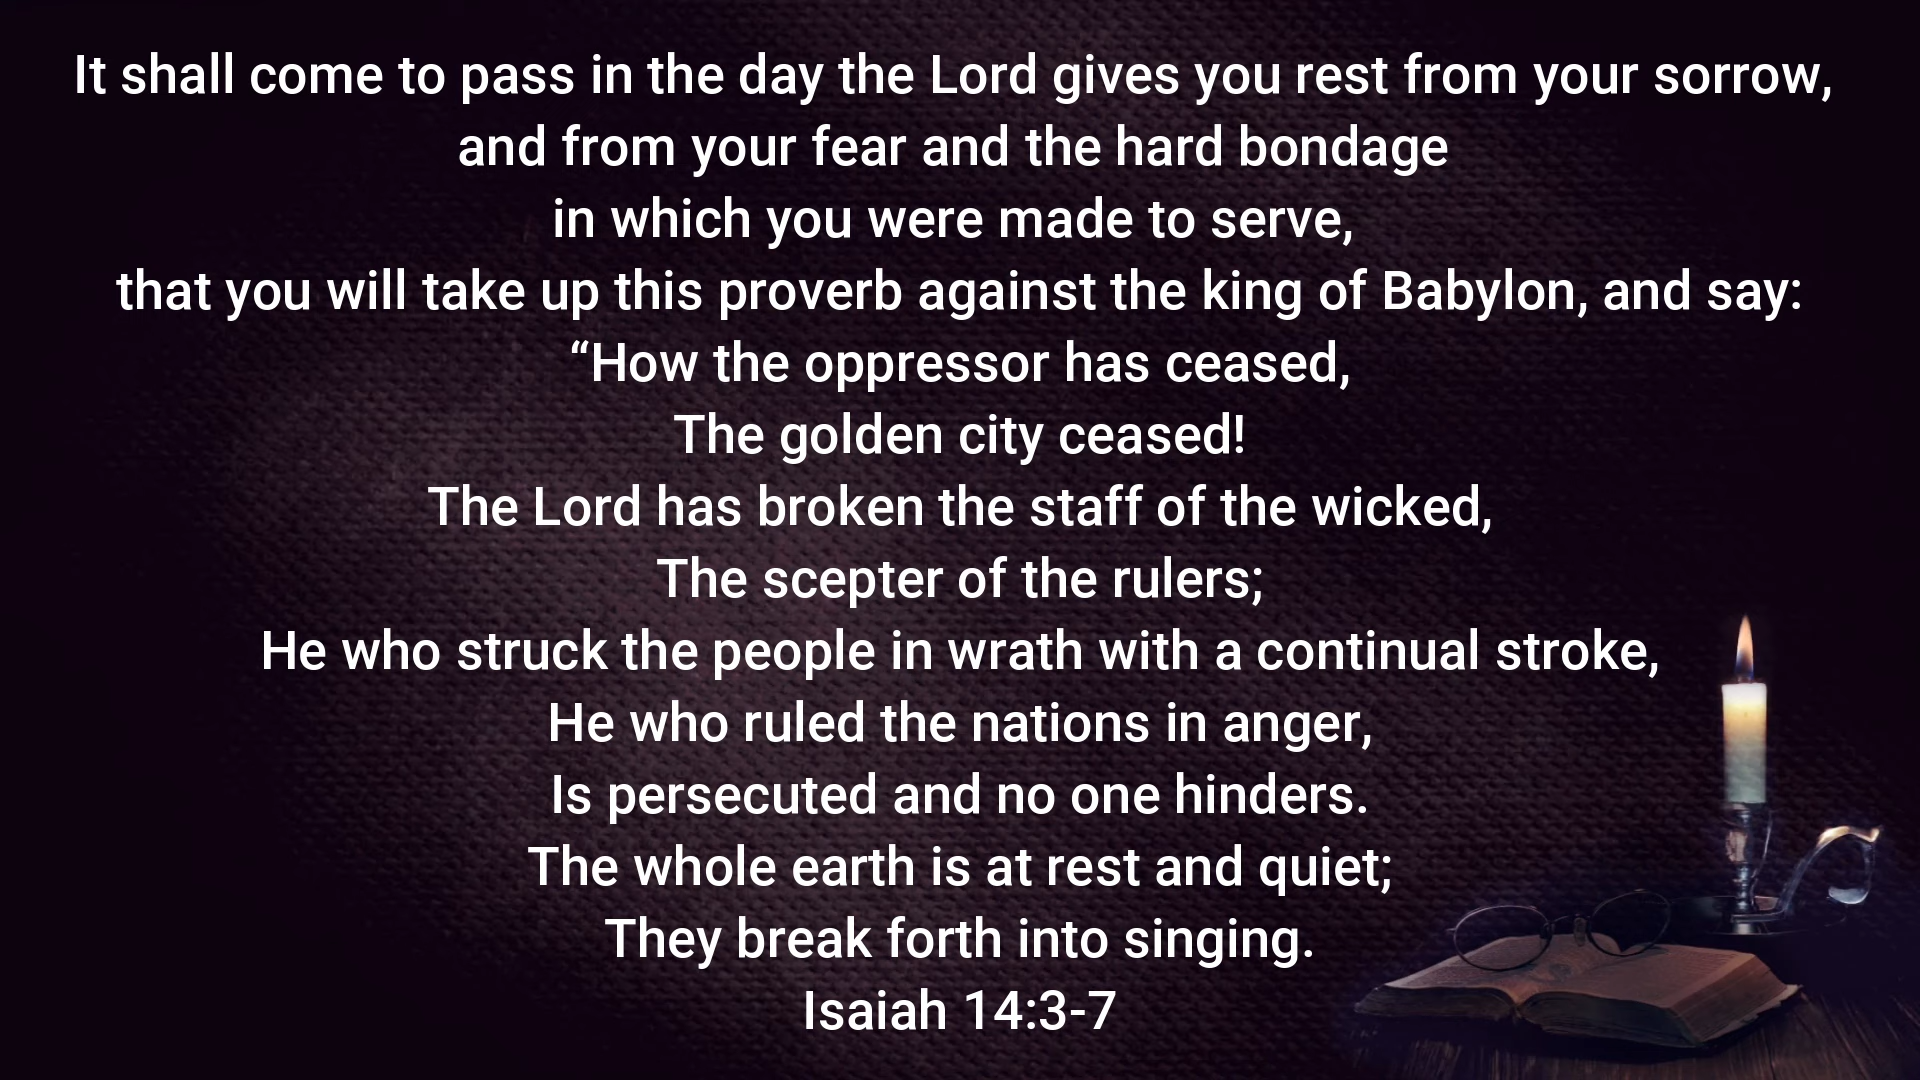 It shall come to pass in the day the Lord gives you rest from your sorrow,
and from your fear and the hard bondage
in which you were made to serve,
that you will take up this proverb against the king of Babylon, and say:
“How the oppressor has ceased,
The golden city ceased!
The Lord has broken the staff of the wicked,
The scepter of the rulers;
He who struck the people in wrath with a continual stroke,
He who ruled the nations in anger,
Is persecuted and no one hinders.
The whole earth is at rest and quiet;
They break forth into singing.
Isaiah 14:3-7